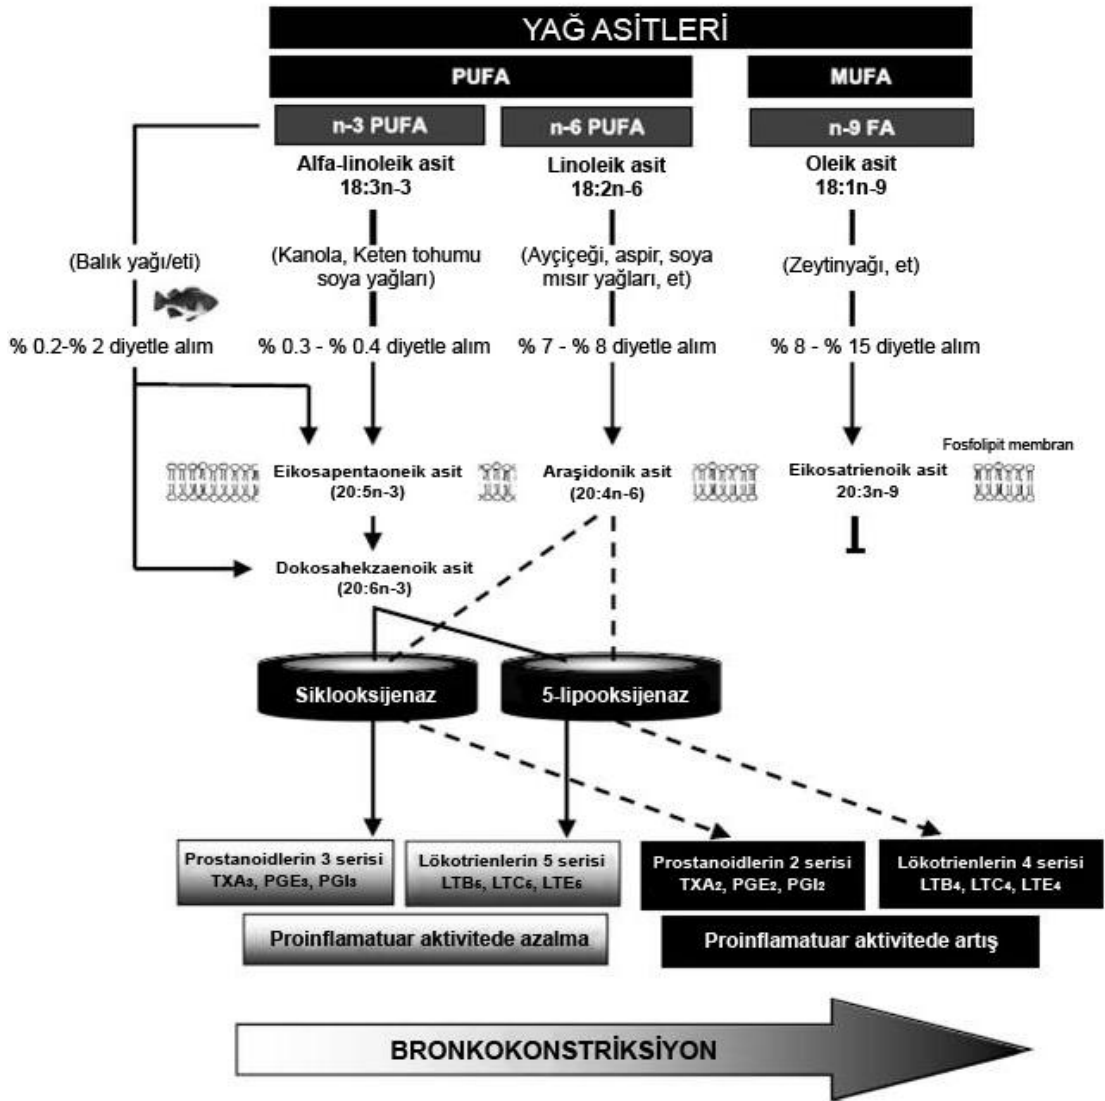 YAĞ ASİTLERİ
PUFA
MUFA
n-3 PUFA
n-6 PUFA
n-9 FA
Alfa-linoleik asit
18:3n-3
Linoleik asit
18:2n-6
Oleik asit
18:1n-9
(Balık yağı/eti)
(Kanola, Keten tohumu
soya yağları)
(Ayçiçeği, aspir, soya
mısır yağları, et)
(Zeytinyağı, et)
% 0.2-% 2 diyetle alım
% 0.3 - % 0.4 diyetle alım
% 7 - % 8 diyetle alım
% 8 - % 15 diyetle alım
Fosfolipit membran
Eikosapentaoneik asit
(20:5n-3)
Araşidonik asit
(20:4n-6)
Eikosatrienoik asit
20:3n-9
Dokosahekzaenoik asit
(20:6n-3)
Siklooksijenaz
5-lipooksijenaz
Prostanoidlerin 3 serisi
TXA₃, PGE₃, PGI₃
Lökotrienlerin 5 serisi
LTB₅, LTC₅, LTE₅
Prostanoidlerin 2 serisi
TXA₂, PGE₂, PGI₂
Lökotrienlerin 4 serisi
LTB₄, LTC₄, LTE₄
Proinflamatuar aktivitede azalma
Proinflamatuar aktivitede artış
BRONKOKONSTRİKSİYON